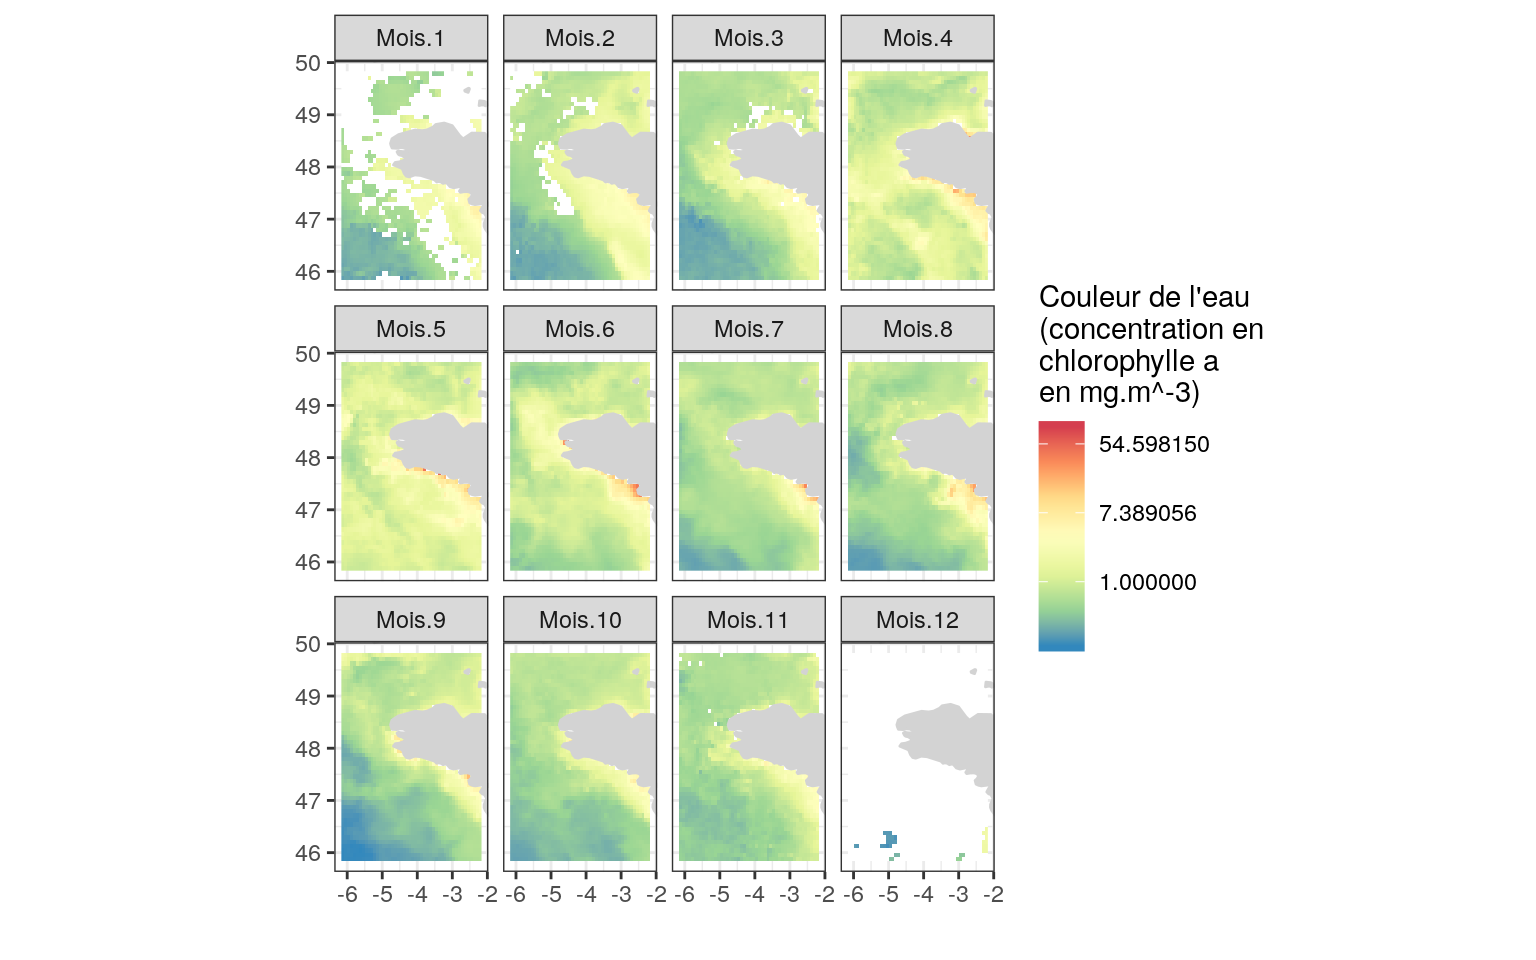 Mois.1 Mois.2 Mois.3 Mois.4
50
49
48
47
46
Mois.5 Mois.6 Mois.7 Mois.8
50
49
48
47
46
Mois.9 Mois.10 Mois.11 Mois.12
50
49
48
47
46
-6 -5 -4 -3 -2 -6 -5 -4 -3 -2 -6 -5 -4 -3 -2 -6 -5 -4 -3 -2
Couleur de l'eau
(concentration en
chlorophylle a
en mg.m^-3)
54.598150
7.389056
1.000000